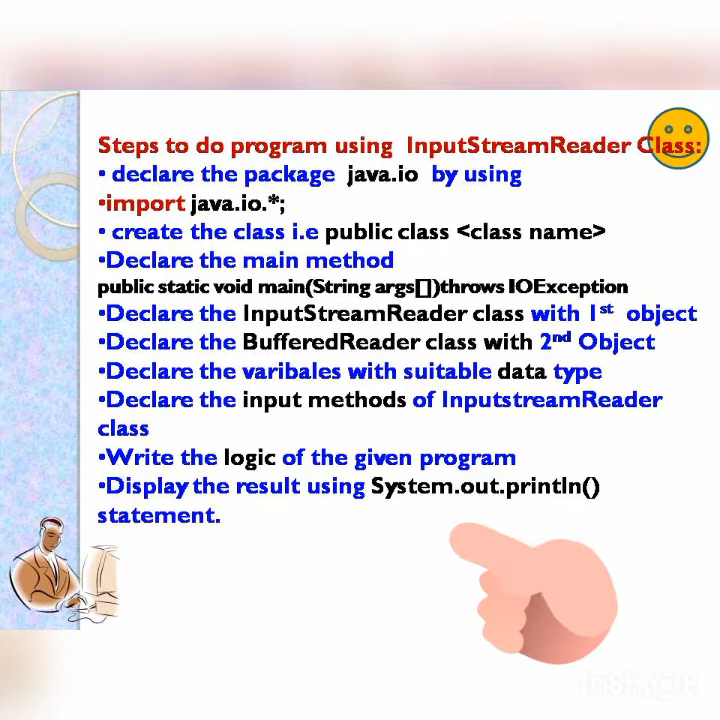 Steps to do program using InputStreamReader Class:
• declare the package java.io by using
•import java.io.*;
• create the class i.e public class <class name>
•Declare the main method
public static void main(String args[])throws IOException
•Declare the InputStreamReader class with 1st object
•Declare the BufferedReader class with 2nd Object
•Declare the varibales with suitable data type
•Declare the input methods of InputstreamReader
class
•Write the logic of the given program
•Display the result using System.out.println()
statement.